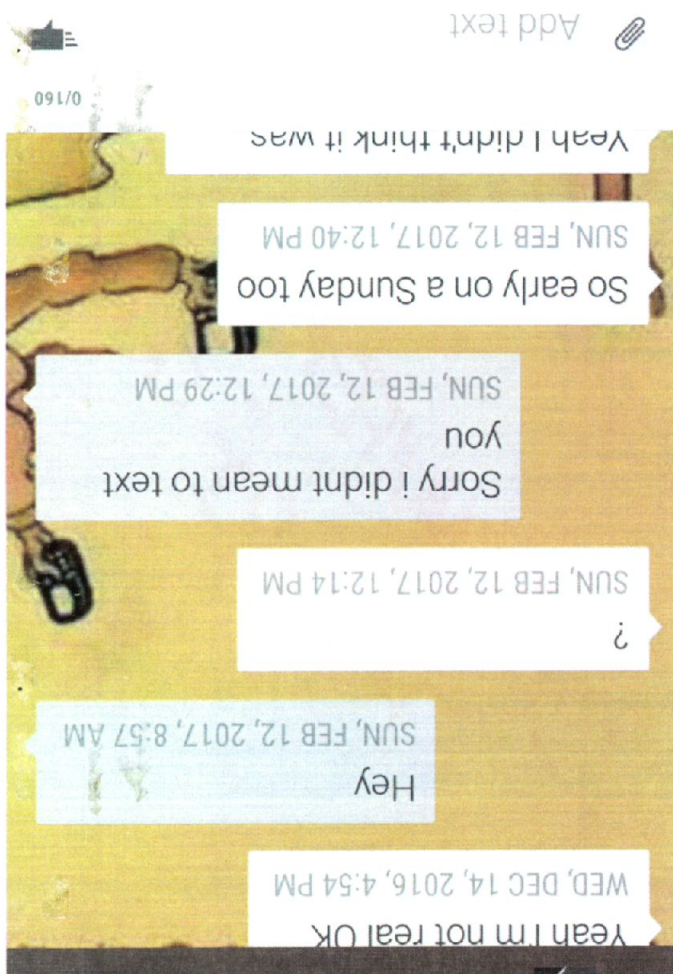 Yeah I'm not real OK
WED, DEC 14, 2016, 4:54 PM
Hey
SUN, FEB 12, 2017, 8:57 AM
?
SUN, FEB 12, 2017, 12:14 PM
Sorry i didnt mean to text
you
SUN, FEB 12, 2017, 12:29 PM
So early on a Sunday too
SUN, FEB 12, 2017, 12:40 PM
Yeah I didn't think it was
0/160
Add text